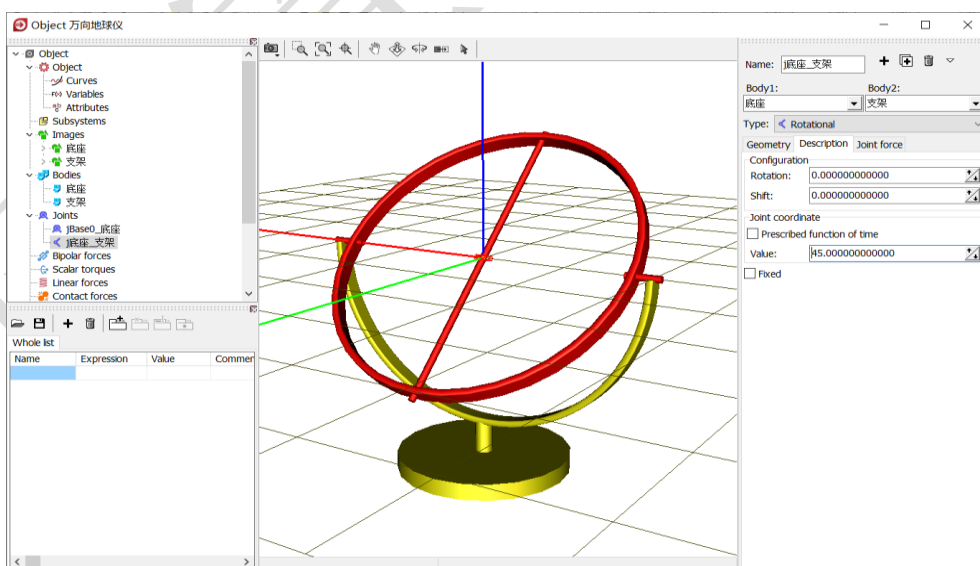 Object 万向地球仪
Object
Object
Curves
Variables
Attributes
Subsystems
Images
底座
支架
Bodies
底座
支架
Joints
jBase0_底座
j底座_支架
Bipolar forces
Scalar torques
Linear forces
Contact forces
Whole list
Name Expression Value Commen
Name: j底座_支架
Body1: Body2:
底座 支架
Type: Rotational
Geometry Description Joint force
Configuration
Rotation: 0.000000000000
Shift: 0.000000000000
Joint coordinate
Prescribed function of time
Value: 45.000000000000
Fixed